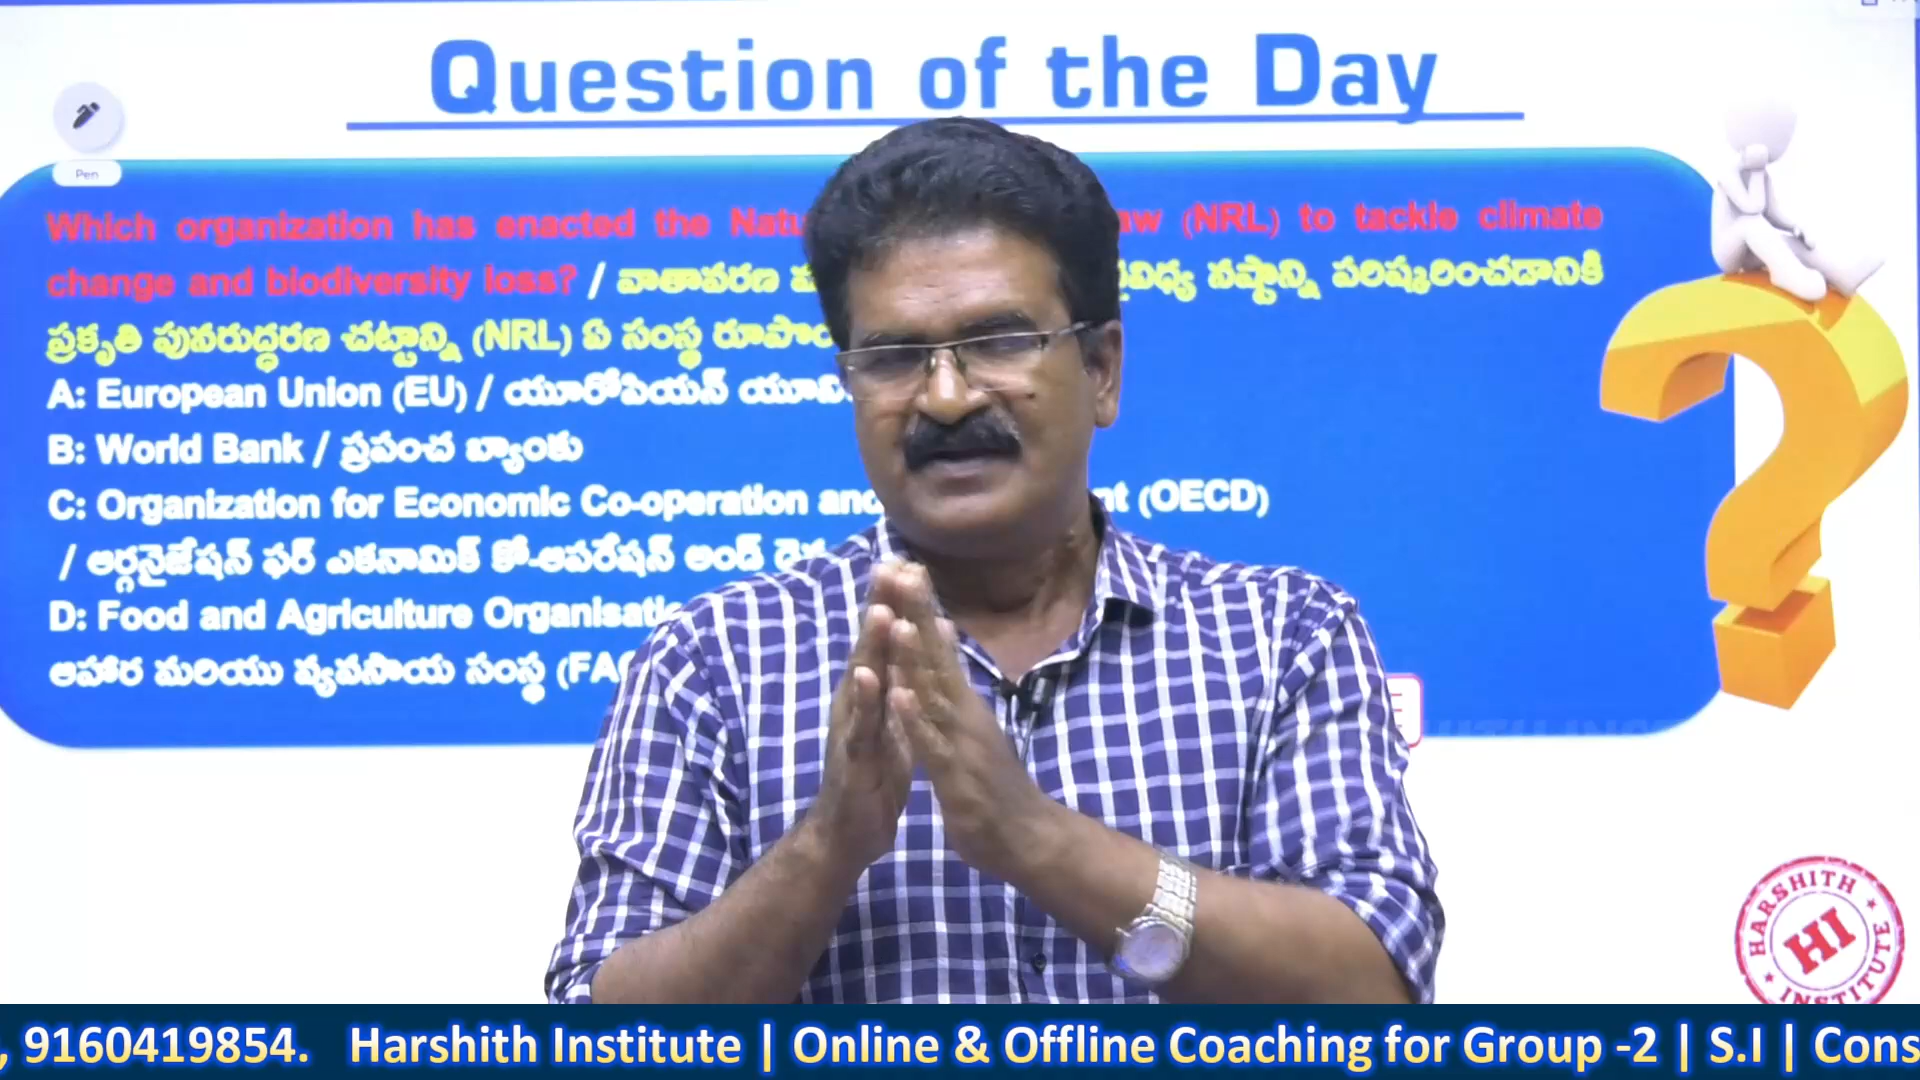 Question of the Day
Pen
Which organization has enacted the Natu aw (NRL) to tackle climate
change and biodiversity loss? / వాతావరణ వైవిధ్య నష్టాన్ని పరిష్కరించడానికి
ప్రకృతి పునరుద్ధరణ చట్టాన్ని (NRL) ఏ సంస్థ రూపొం
A: European Union (EU) / యూరోపియన్ యూని
B: World Bank / ప్రపంచ బ్యాంకు
C: Organization for Economic Co-operation and nt (OECD)
/ ఆర్గనైజేషన్ ఫర్ ఎకనామిక్ కో-ఆపరేషన్ అండ్
D: Food and Agriculture Organisati
ఆహార మరియు వ్యవసాయ సంస్థ (FAO
HARSHITH
HI
INSTITUTE
, 9160419854. Harshith Institute | Online & Offline Coaching for Group -2 | S.I | Cons